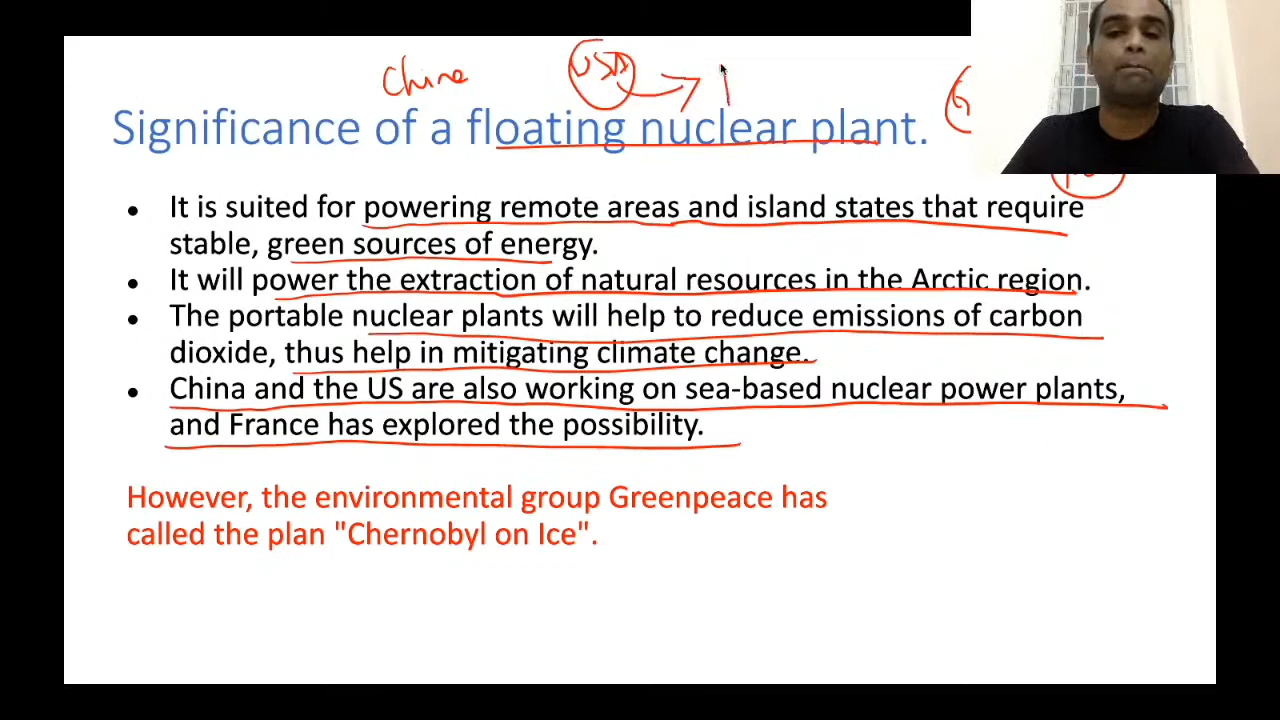 China USA
Significance of a floating nuclear plant.
• It is suited for powering remote areas and island states that require
stable, green sources of energy.
• It will power the extraction of natural resources in the Arctic region.
• The portable nuclear plants will help to reduce emissions of carbon
dioxide, thus help in mitigating climate change.
• China and the US are also working on sea-based nuclear power plants,
and France has explored the possibility.
However, the environmental group Greenpeace has
called the plan "Chernobyl on Ice".